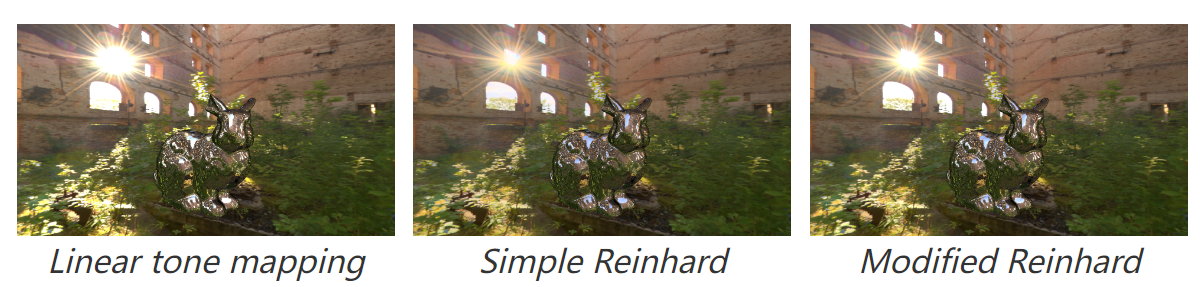 Linear tone mapping
Simple Reinhard
Modified Reinhard